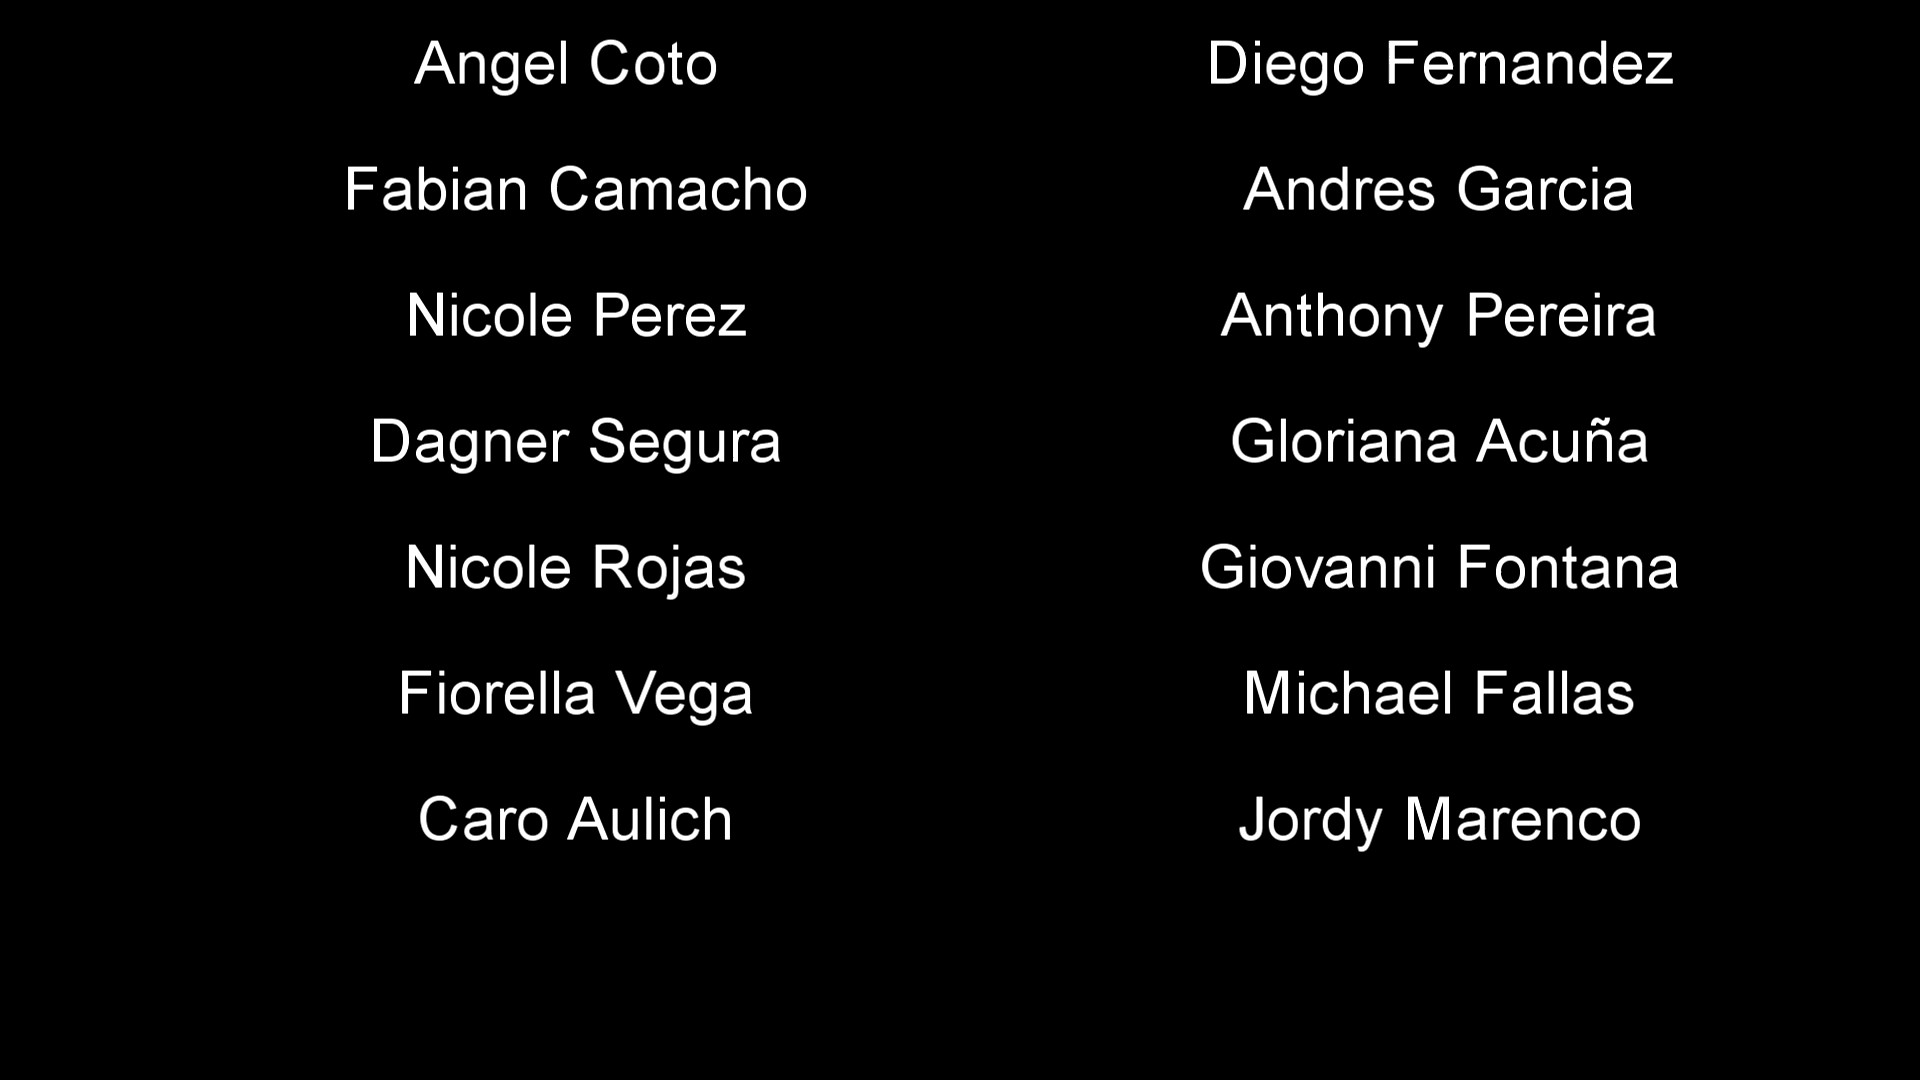 Angel Coto
Diego Fernandez
Fabian Camacho
Andres Garcia
Nicole Perez
Anthony Pereira
Dagner Segura
Gloriana Acuña
Nicole Rojas
Giovanni Fontana
Fiorella Vega
Michael Fallas
Caro Aulich
Jordy Marenco